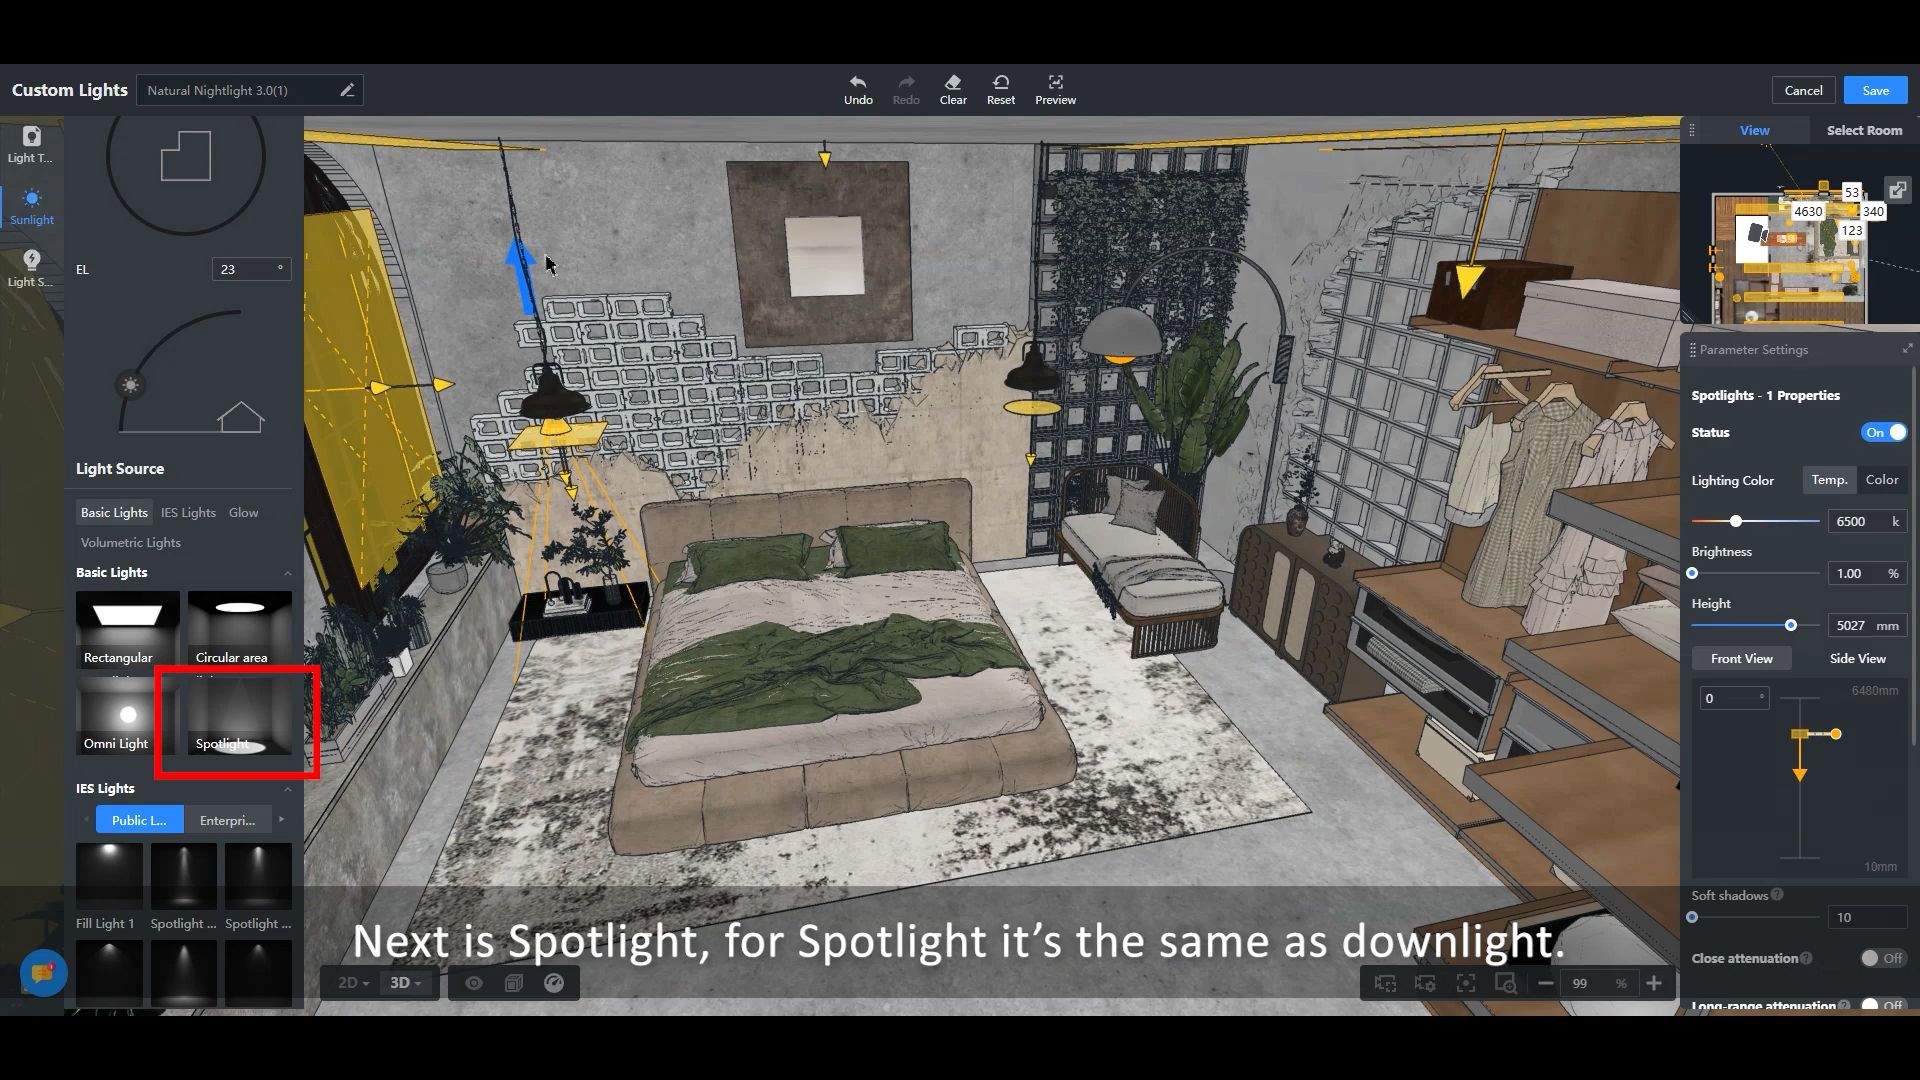 Custom Lights
Natural Nightlight 3.0(1)
Undo
Redo
Clear
Reset
Preview
Cancel
Save
Light T...
Sunlight
Light S...
EL
23 °
Light Source
Basic Lights
IES Lights
Glow
Volumetric Lights
Basic Lights
Rectangular
Circular area
Omni Light
Spotlight
IES Lights
Public L...
Enterpri...
Fill Light 1
Spotlight ...
Spotlight ...
View
Select Room
53
4630
340
123
Parameter Settings
Spotlights - 1 Properties
Status
On
Lighting Color
Temp.
Color
6500 k
Brightness
1.00 %
Height
5027 mm
Front View
Side View
0 °
6480mm
10mm
Soft shadows
10
Close attenuation
Off
Long-range attenuation
Off
Next is Spotlight, for Spotlight it’s the same as downlight.
2D
3D
99 %